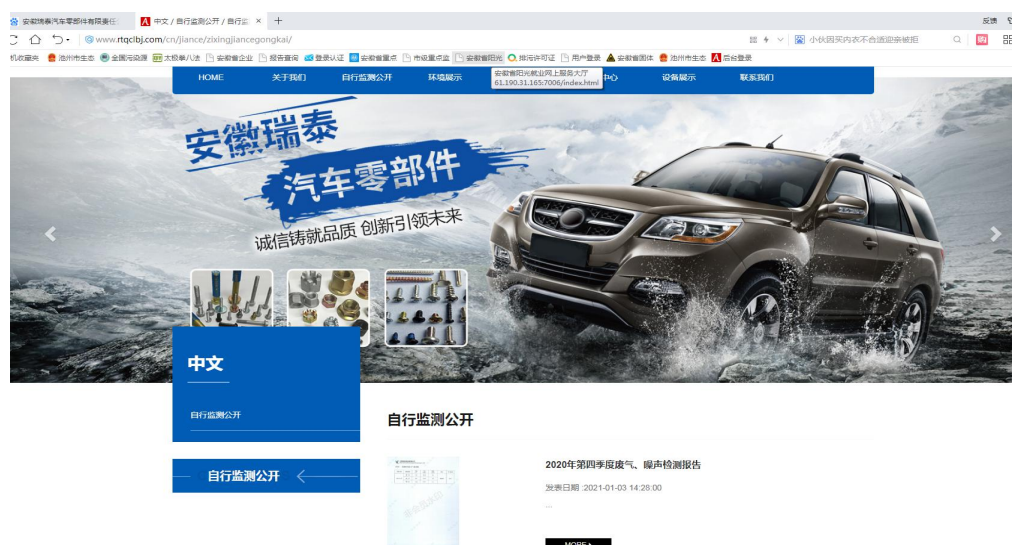 安徽瑞泰汽车零部件有限责任
中文 / 自行监测公开 / 自行监 × +
反馈
www.rtqclbj.com/cn/jiance/zixingjiancegongkai/
小伙因买内衣不合适迎亲被拒
购
机收藏夹 池州市生态 全国污染源 太极拳八法 安徽省企业 报告查询 登录认证 安徽省重点 市级重点监 安徽省阳光 排污许可证 用户登录 安徽省固体 池州市生态 后台登录
HOME 关于我们 自行监测公开 环境展示 中心 设备展示 联系我们
安徽省阳光就业网上服务大厅
61.190.31.165:7006/index.html
安徽瑞泰
汽车零部件
诚信铸就品质 创新引领未来
中文
自行监测公开
自行监测公开
自行监测公开
2020年第四季度废气、噪声检测报告
发表日期 :2021-01-03 14:28:00
...
MORE